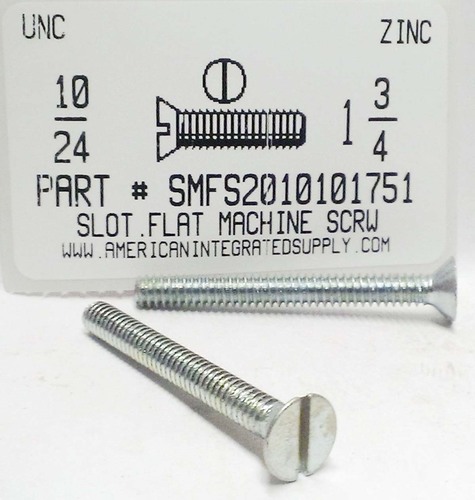 UNC ZINC
10
24
1 3
4
PART # SMFS2010101751
SLOT.FLAT MACHINE SCRW
WWW.AMERICANINTEGRATEDSUPPLY.COM